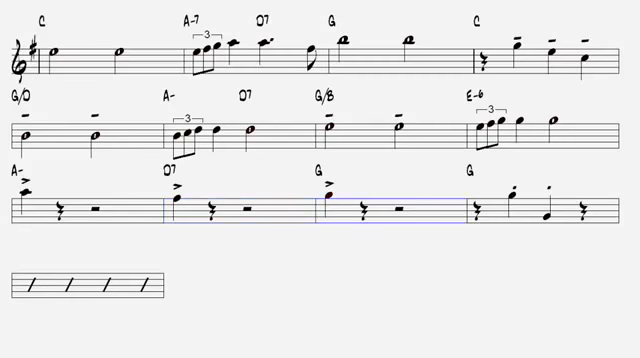 C A-7 D7 G C
3
G/D A- D7 G/B E-6
3 3
A- D7 G G